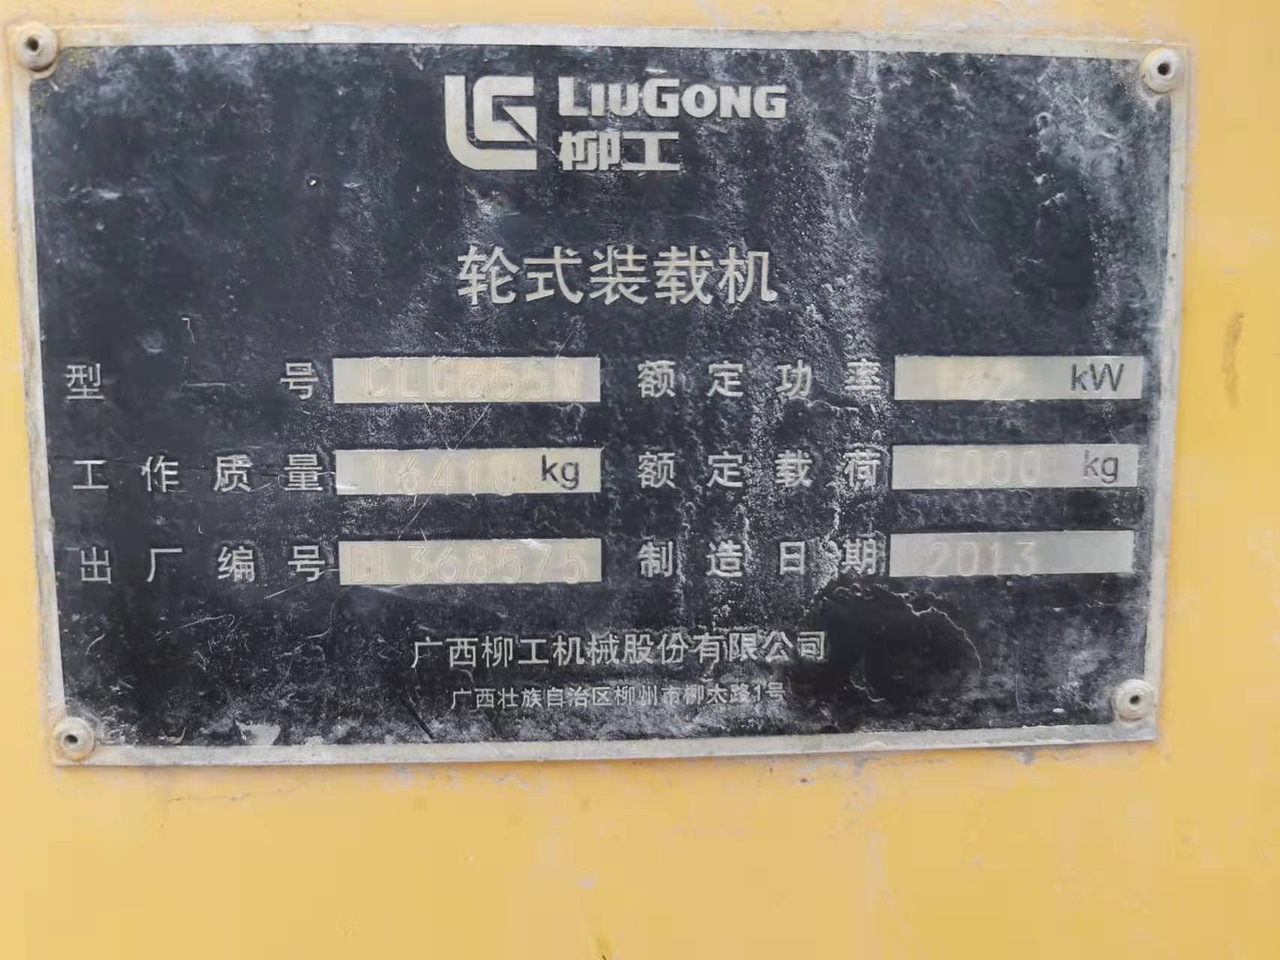 LIUGONG
柳工
轮式装载机
型号 CLG855N 额定功率 kW
工作质量 16410 kg 额定载荷 5000 kg
出厂编号 DL368575 制造日期 2013
广西柳工机械股份有限公司
广西壮族自治区柳州市柳太路1号